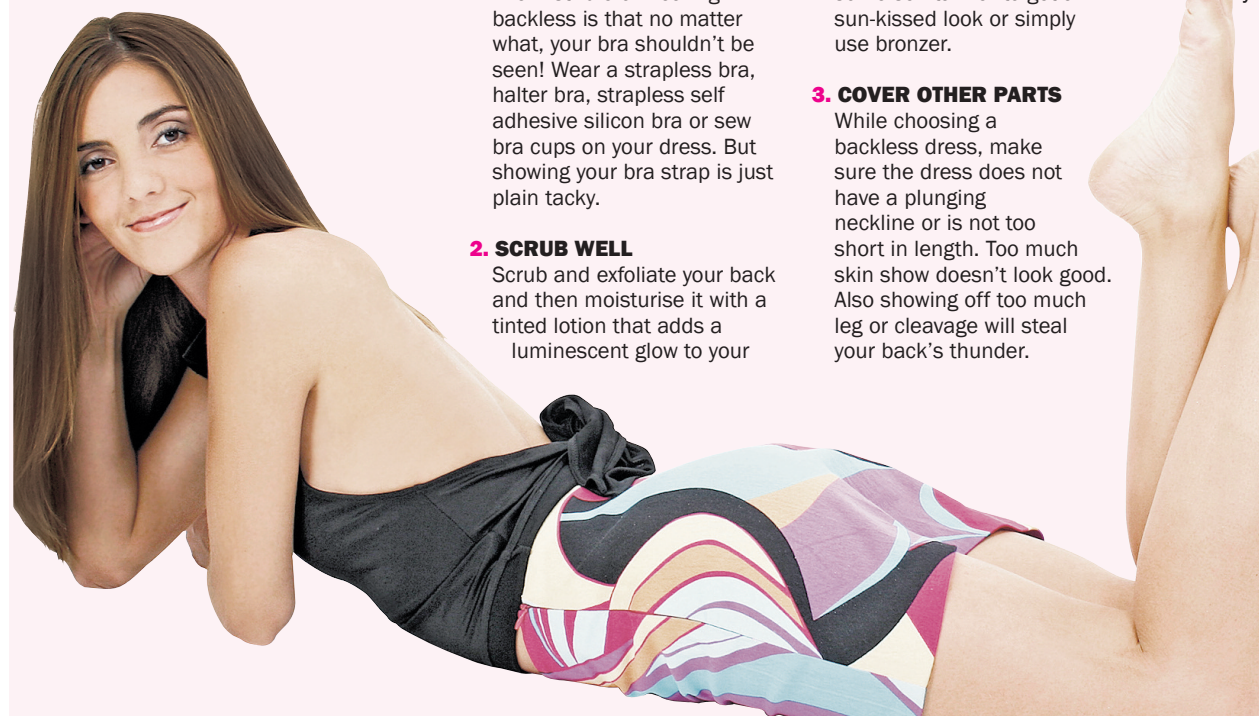 backless is that no matter
what, your bra shouldn't be
seen! Wear a strapless bra,
halter bra, strapless self
adhesive silicon bra or sew
bra cups on your dress. But
showing your bra strap is just
plain tacky.
2. SCRUB WELL
Scrub and exfoliate your back
and then moisturise it with a
tinted lotion that adds a
luminescent glow to your
sun-kissed look or simply
use bronzer.
3. COVER OTHER PARTS
While choosing a
backless dress, make
sure the dress does not
have a plunging
neckline or is not too
short in length. Too much
skin show doesn't look good.
Also showing off too much
leg or cleavage will steal
your back's thunder.